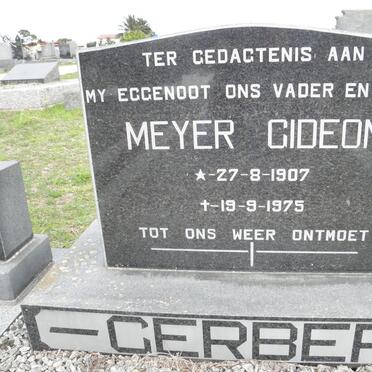 TER GEDAGTENIS AAN
MY EGGENOOT ONS VADER EN
MEYER GIDEON
★-27-8-1907
✝-19-9-1975
TOT ONS WEER ONTMOET
GERBER